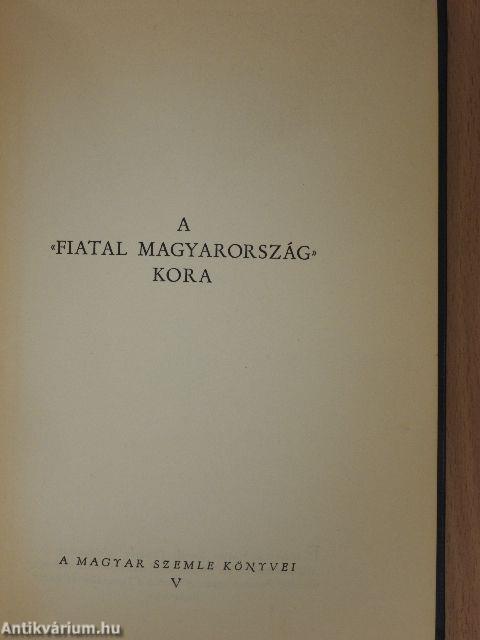 A
«FIATAL MAGYARORSZÁG»
KORA
A MAGYAR SZEMLE KÖNYVEI
V
Antikvárium.hu